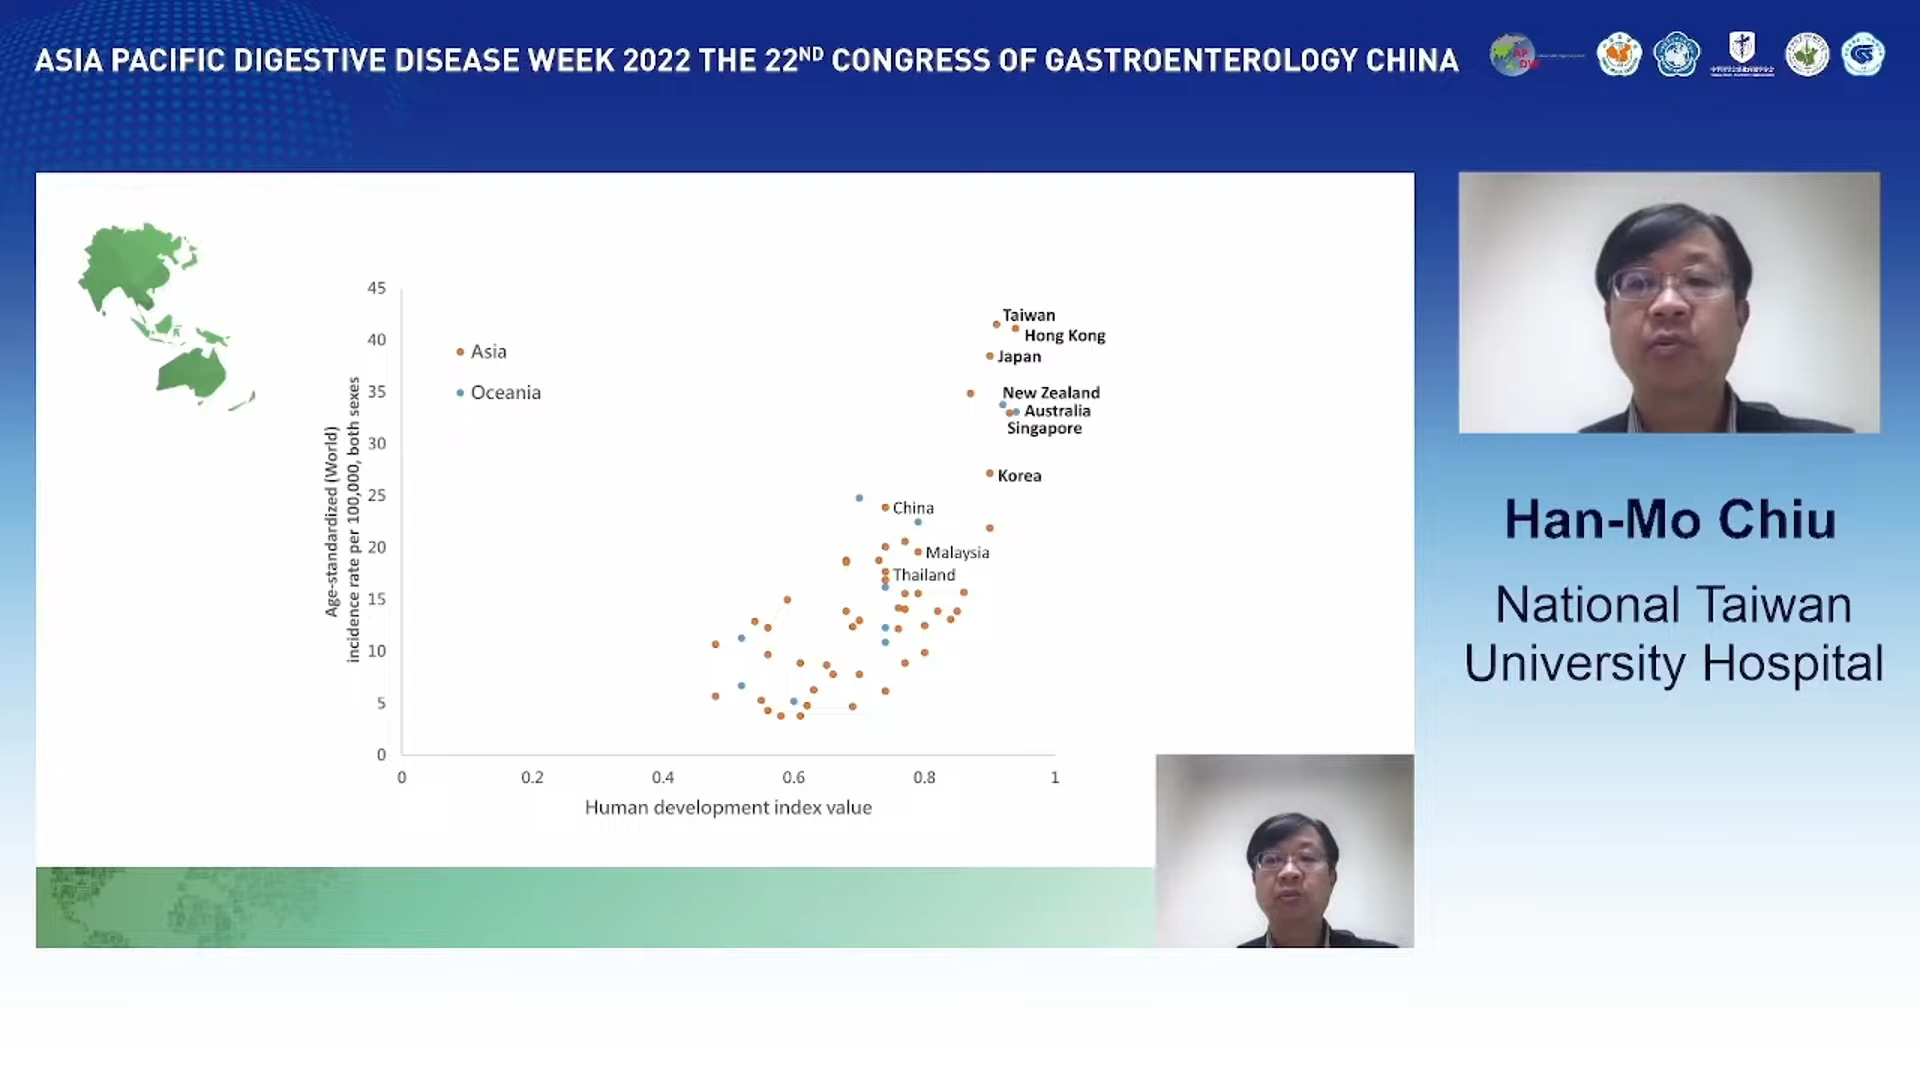 ASIA PACIFIC DIGESTIVE DISEASE WEEK 2022 THE 22ND CONGRESS OF GASTROENTEROLOGY CHINA
AP
DW
Age-standardized (World)
incidence rate per 100,000, both sexes
45
40
35
30
25
20
15
10
5
0
Asia
Oceania
Taiwan
Hong Kong
Japan
New Zealand
Australia
Singapore
Korea
China
Malaysia
Thailand
0
0.2
0.4
0.6
0.8
1
Human development index value
Han-Mo Chiu
National Taiwan
University Hospital